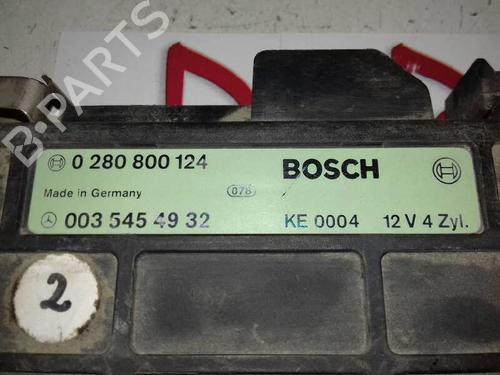 B-PARTS
0 280 800 124 BOSCH
Made in Germany 078
003 545 49 32 KE 0004 12 V 4 Zyl.
2